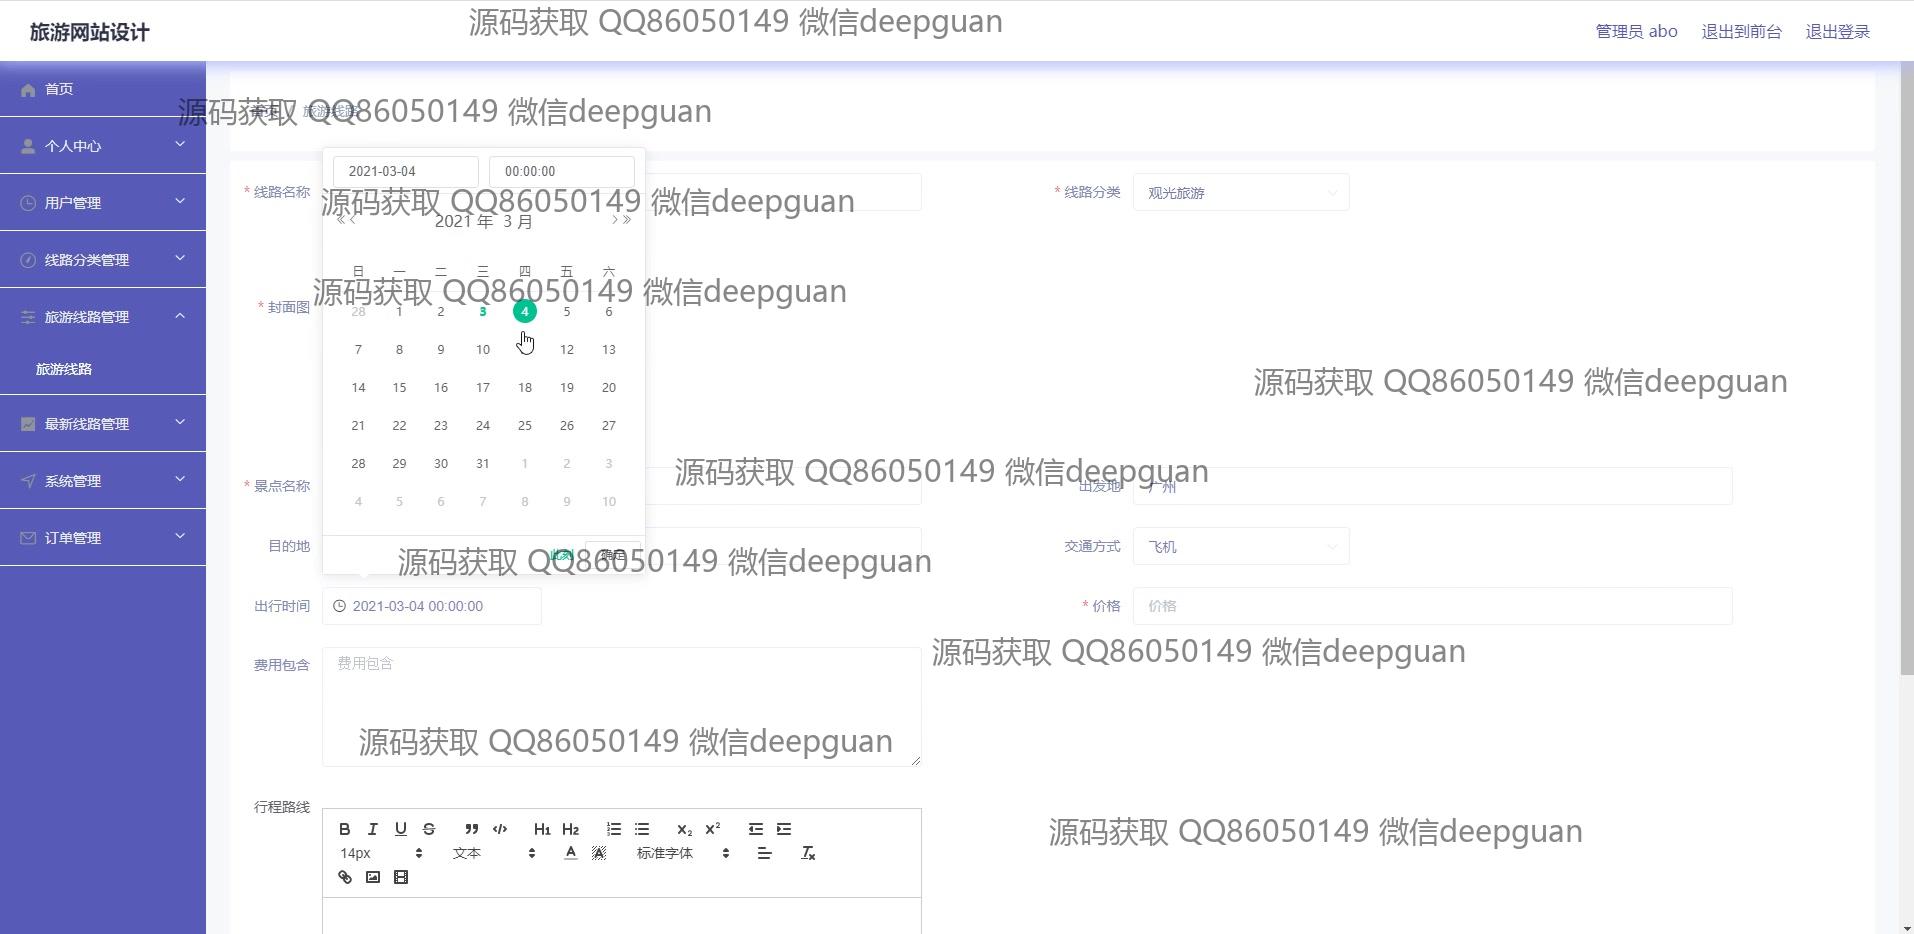 旅游网站设计
源码获取 QQ86050149 微信deepguan
管理员 abo 退出到前台 退出登录
首页
个人中心
用户管理
线路分类管理
旅游线路管理
旅游线路
最新线路管理
系统管理
订单管理
首页 旅游线路
源码获取 QQ86050149 微信deepguan
2021-03-04 00:00:00
* 线路名称
* 线路分类 观光旅游
源码获取 QQ86050149 微信deepguan
2021 年 3 月
日 一 二 三 四 五 六
源码获取 QQ86050149 微信deepguan
* 封面图
28 1 2 3 4 5 6
7 8 9 10 12 13
14 15 16 17 18 19 20
21 22 23 24 25 26 27
28 29 30 31 1 2 3
4 5 6 7 8 9 10
源码获取 QQ86050149 微信deepguan
源码获取 QQ86050149 微信deepguan
* 景点名称
出发地 广州
目的地
交通方式 飞机
此刻 确定
源码获取 QQ86050149 微信deepguan
出行时间 2021-03-04 00:00:00
* 价格 价格
源码获取 QQ86050149 微信deepguan
费用包含 费用包含
源码获取 QQ86050149 微信deepguan
行程路线
B I U S H1 H2 x2 x2
14px 文本 A A 标准字体 Tx
源码获取 QQ86050149 微信deepguan